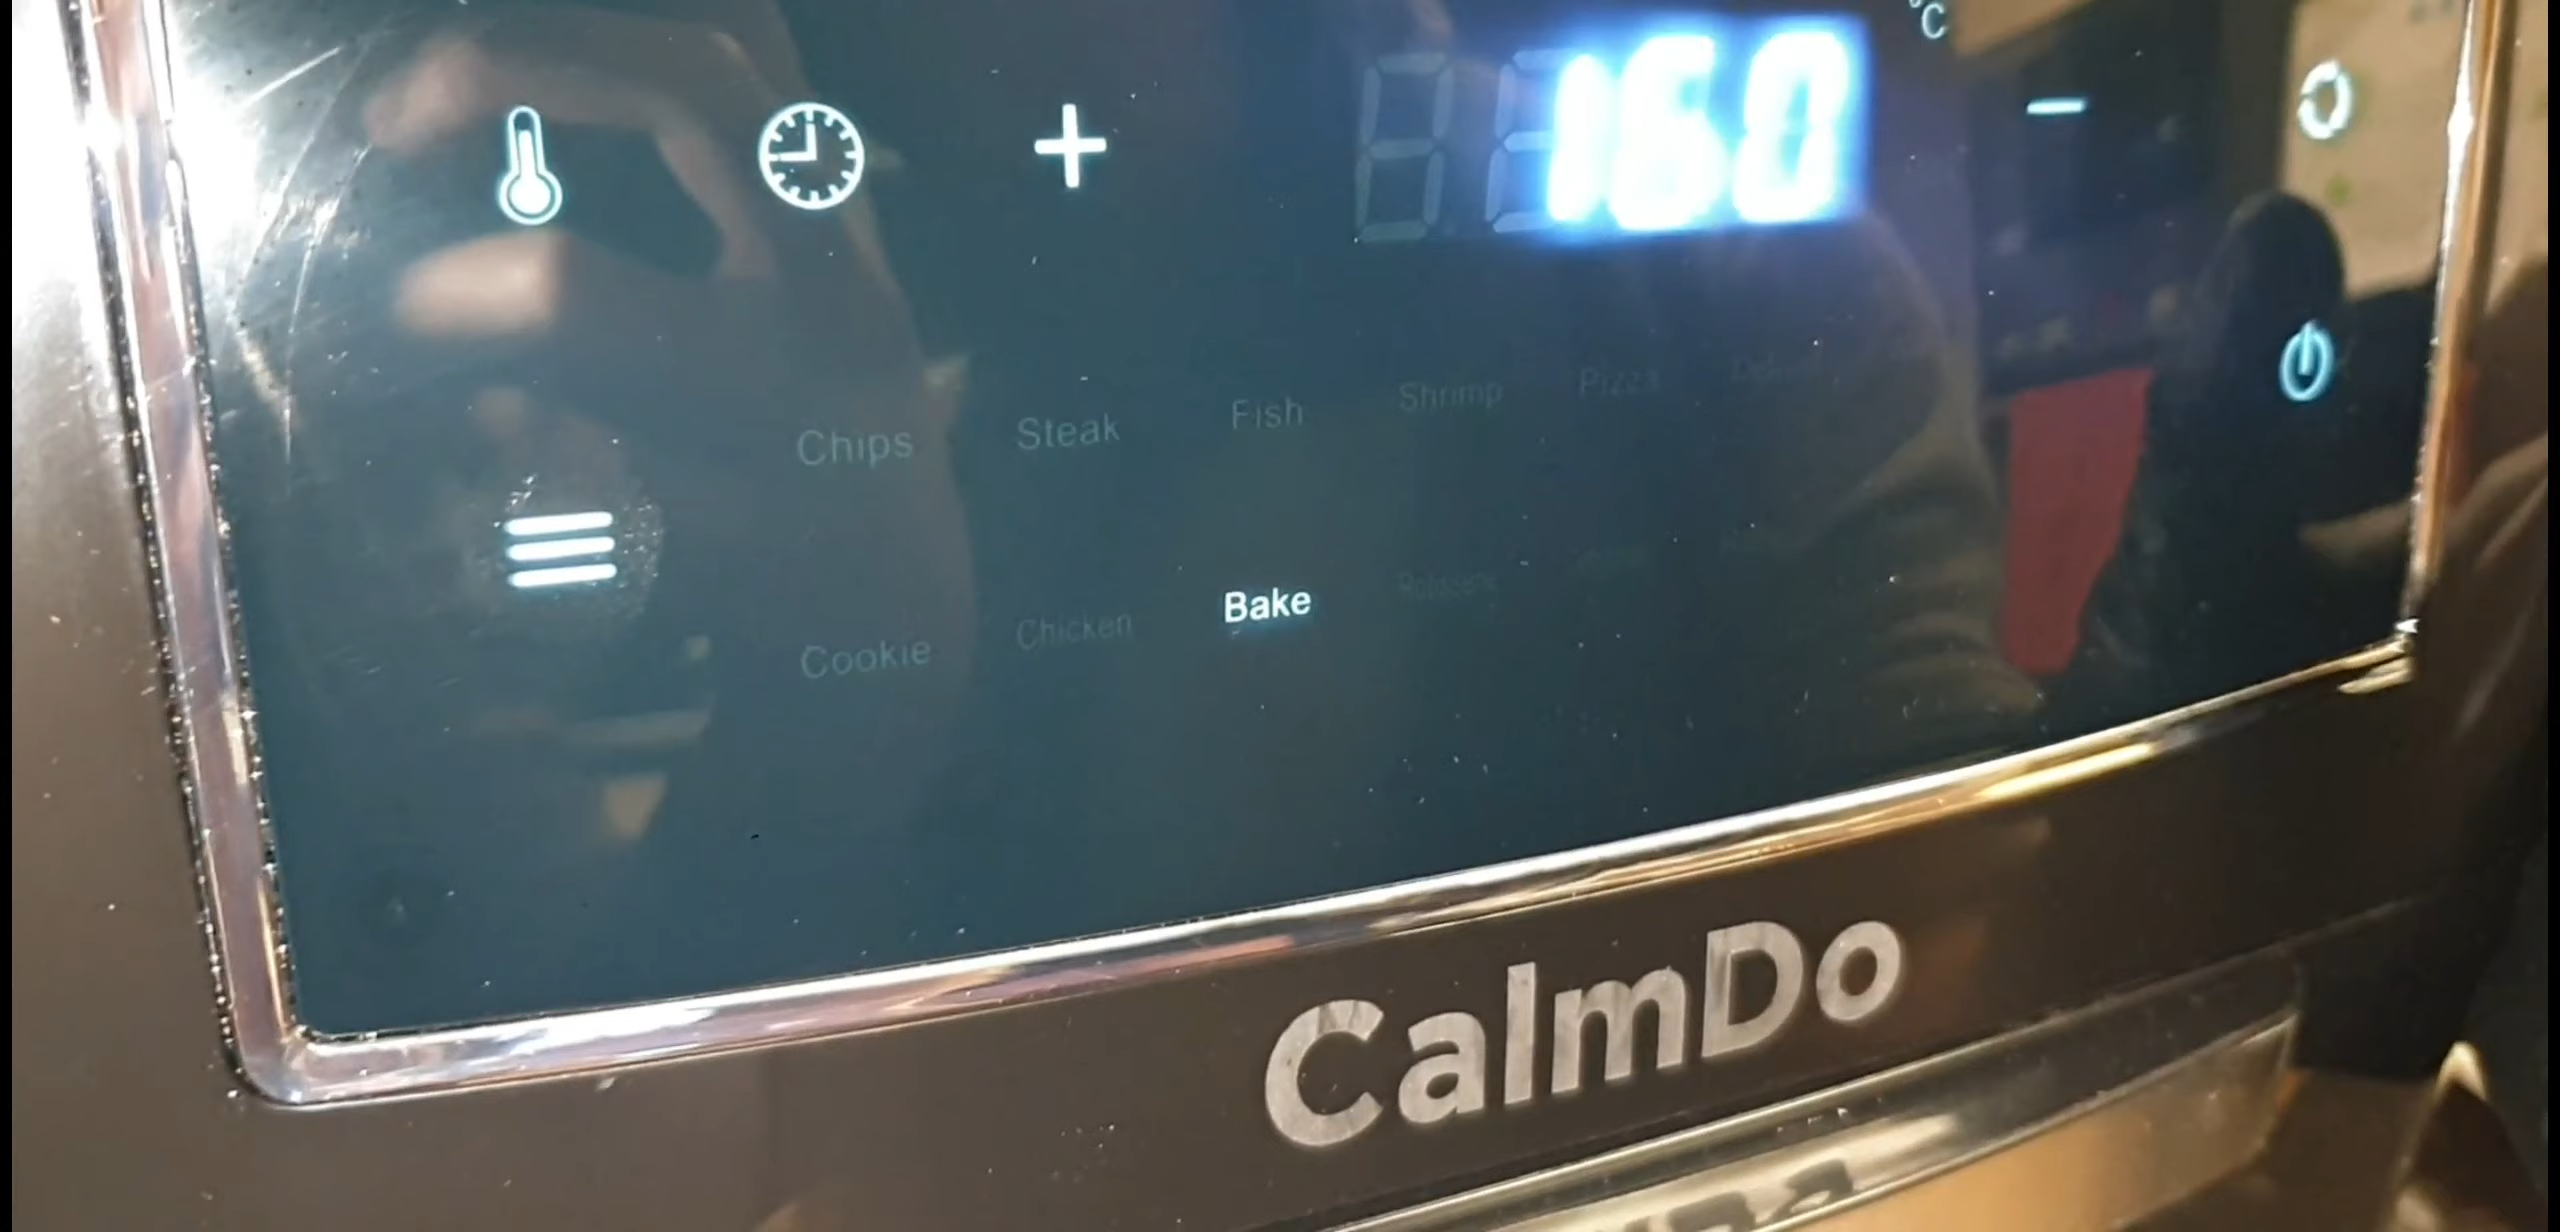 °C
160
Chips Steak Fish Shrimp Pizza
Cookie Chicken Bake
CalmDo